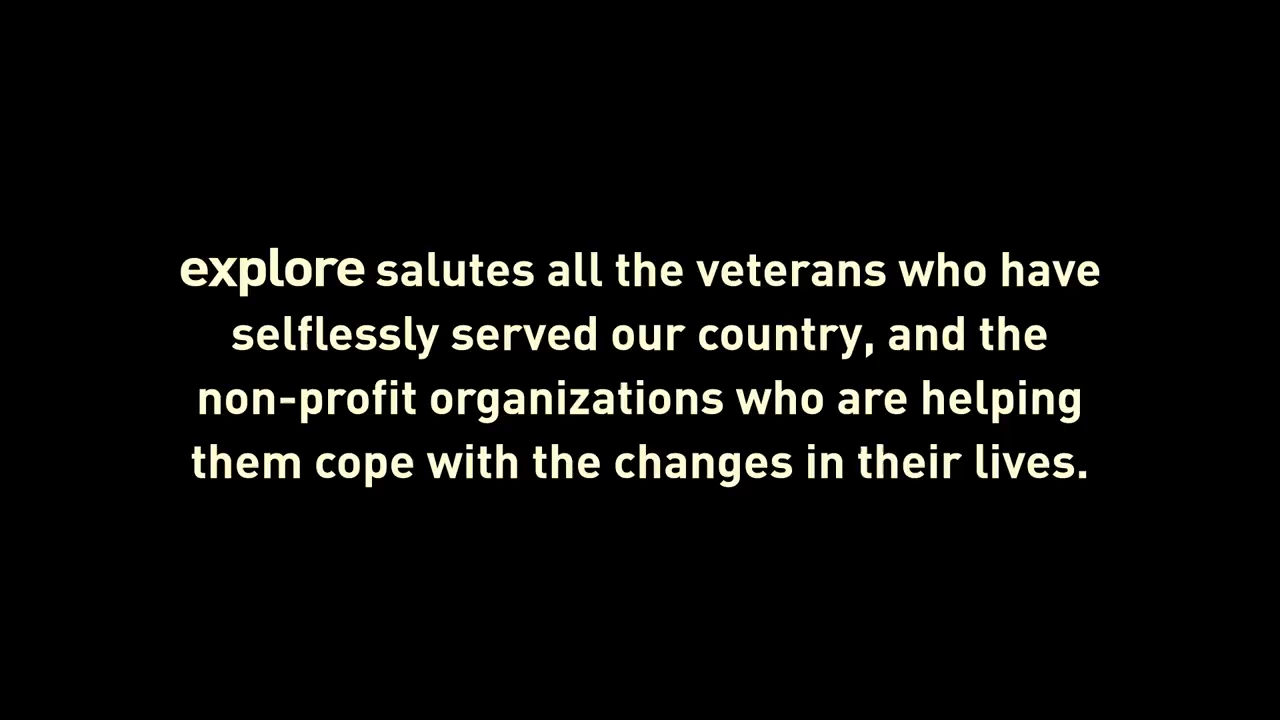 explore salutes all the veterans who have
selflessly served our country, and the
non-profit organizations who are helping
them cope with the changes in their lives.